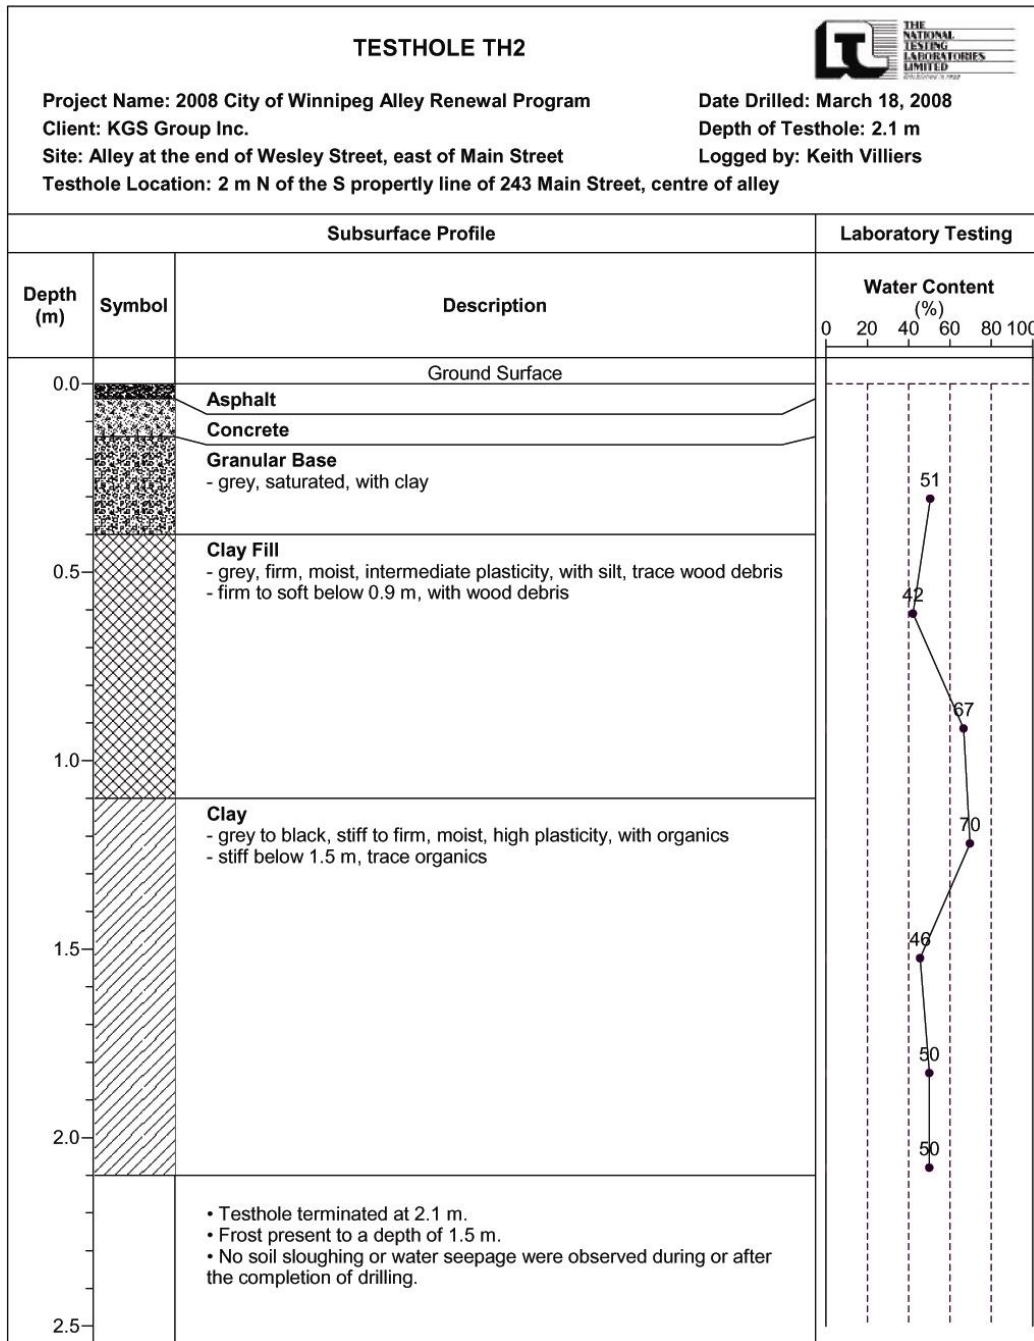 TESTHOLE TH2
THE
NATIONAL
TESTING
LABORATORIES
LIMITED
Project Name: 2008 City of Winnipeg Alley Renewal Program
Date Drilled: March 18, 2008
Client: KGS Group Inc.
Depth of Testhole: 2.1 m
Site: Alley at the end of Wesley Street, east of Main Street
Logged by: Keith Villiers
Testhole Location: 2 m N of the S propertly line of 243 Main Street, centre of alley
Subsurface Profile
Laboratory Testing
Depth
(m)
Symbol
Description
Water Content
(%)
0 20 40 60 80 100
Ground Surface
0.0
Asphalt
Concrete
Granular Base
- grey, saturated, with clay
51
Clay Fill
0.5
- grey, firm, moist, intermediate plasticity, with silt, trace wood debris
- firm to soft below 0.9 m, with wood debris
42
67
1.0
Clay
- grey to black, stiff to firm, moist, high plasticity, with organics
- stiff below 1.5 m, trace organics
70
46
1.5
50
2.0
50
• Testhole terminated at 2.1 m.
• Frost present to a depth of 1.5 m.
• No soil sloughing or water seepage were observed during or after
the completion of drilling.
2.5